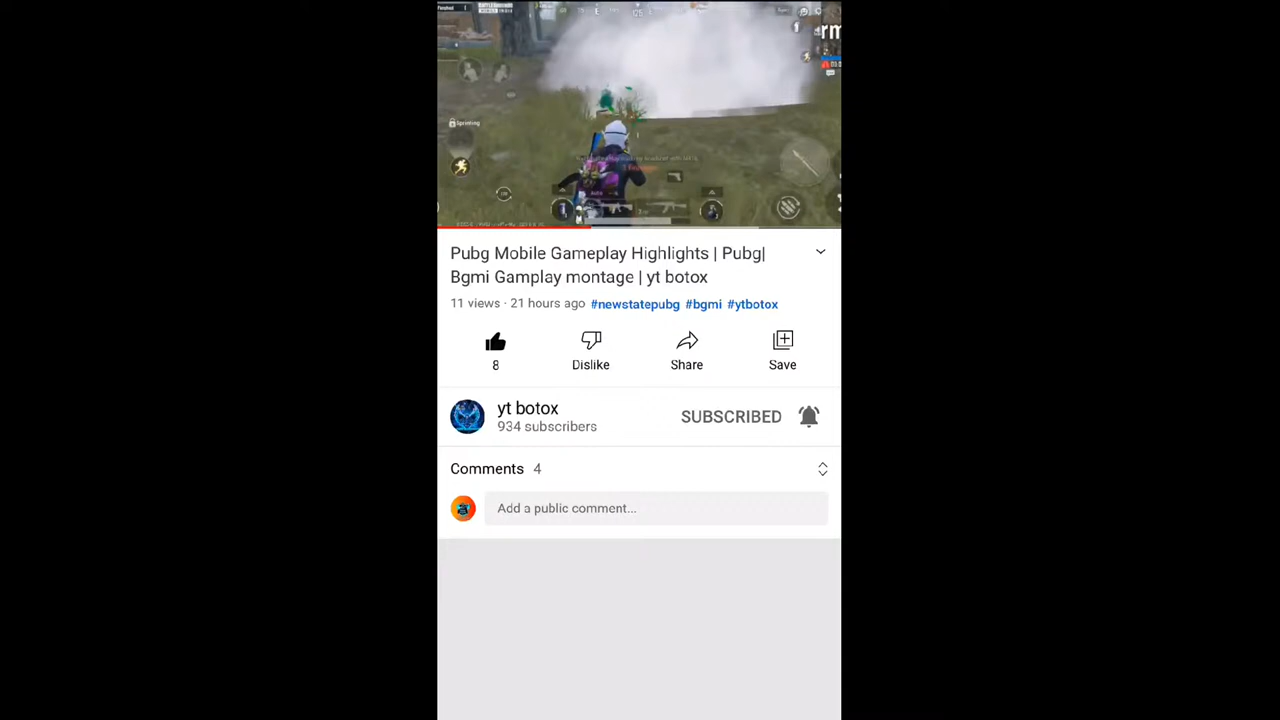 Sprinting
Pubg Mobile Gameplay Highlights | Pubg|
Bgmi Gamplay montage | yt botox
11 views · 21 hours ago #newstatepubg #bgmi #ytbotox
8 Dislike Share Save
yt botox
934 subscribers
SUBSCRIBED
Comments 4
Add a public comment...